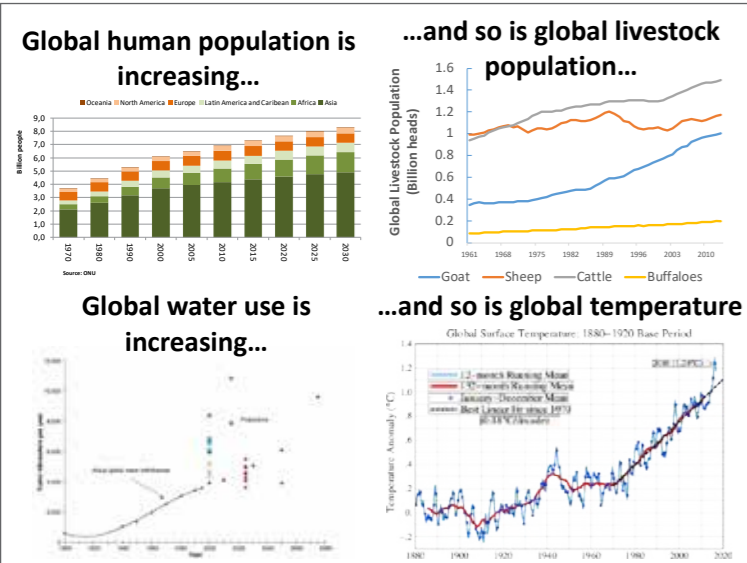 Global human population is
increasing...
Oceania North America Europe Latin America and Caribean Africa Asia
Billion people
9,0
8,0
7,0
6,0
5,0
4,0
3,0
2,0
1,0
0,0
1970 1980 1990 2000 2005 2010 2015 2020 2025 2030
Source: ONU
...and so is global livestock
population...
Global Livestock Population
(Billion heads)
1.6
1.4
1.2
1
0.8
0.6
0.4
0.2
0
1961 1968 1975 1982 1989 1996 2003 2010
Goat Sheep Cattle Buffaloes
Global water use is
increasing...
...and so is global temperature
Global Surface Temperature: 1880-1920 Base Period
Temperature Anomaly (°C)
1.4
1.2
1.0
.8
.6
.4
.2
0
-.2
12-month Running Mean
132-month Running Mean
January-December Mean
Best Linear Fit since 1970
1880 1900 1920 1940 1960 1980 2000 2020